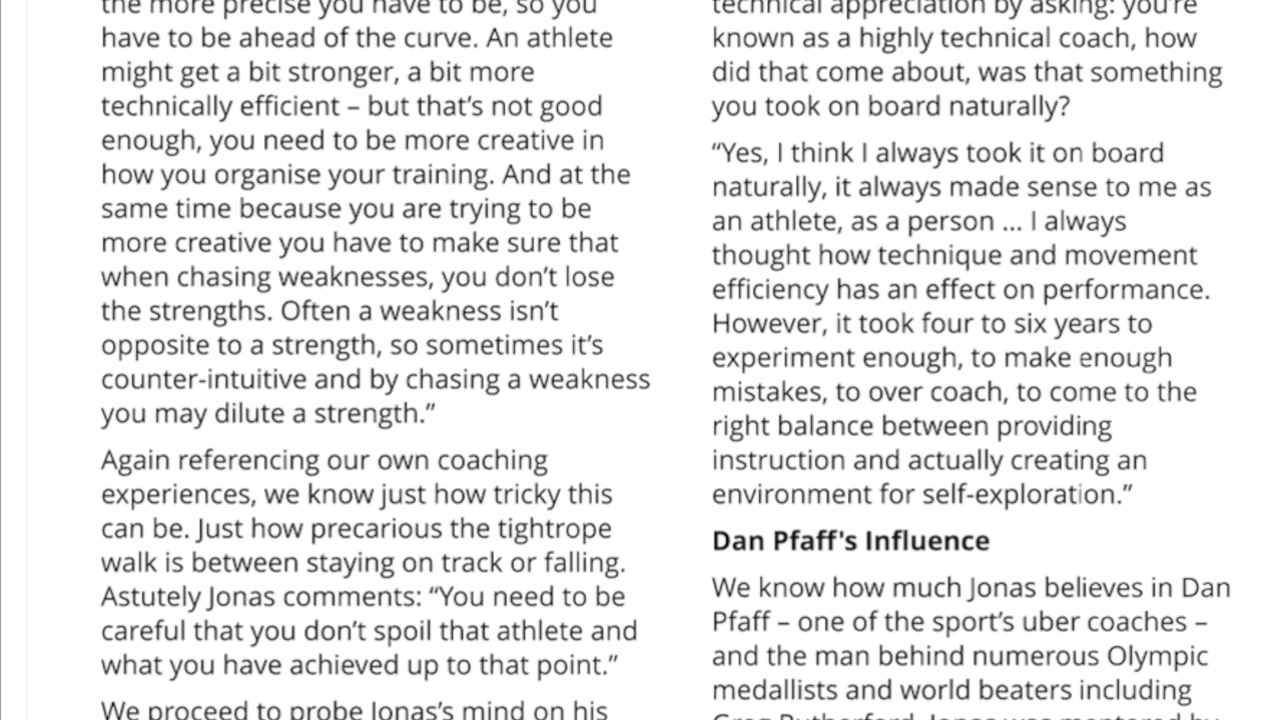 the more precise you have to be, so you
have to be ahead of the curve. An athlete
might get a bit stronger, a bit more
technically efficient – but that’s not good
enough, you need to be more creative in
how you organise your training. And at the
same time because you are trying to be
more creative you have to make sure that
when chasing weaknesses, you don’t lose
the strengths. Often a weakness isn’t
opposite to a strength, so sometimes it’s
counter-intuitive and by chasing a weakness
you may dilute a strength.”
Again referencing our own coaching
experiences, we know just how tricky this
can be. Just how precarious the tightrope
walk is between staying on track or falling.
Astutely Jonas comments: “You need to be
careful that you don’t spoil that athlete and
what you have achieved up to that point.”
We proceed to probe Jonas’s mind on his
technical appreciation by asking: you’re
known as a highly technical coach, how
did that come about, was that something
you took on board naturally?
“Yes, I think I always took it on board
naturally, it always made sense to me as
an athlete, as a person ... I always
thought how technique and movement
efficiency has an effect on performance.
However, it took four to six years to
experiment enough, to make enough
mistakes, to over coach, to come to the
right balance between providing
instruction and actually creating an
environment for self-exploration.”
Dan Pfaff's Influence
We know how much Jonas believes in Dan
Pfaff – one of the sport’s uber coaches –
and the man behind numerous Olympic
medallists and world beaters including
Greg Rutherford. Jonas was mentored by